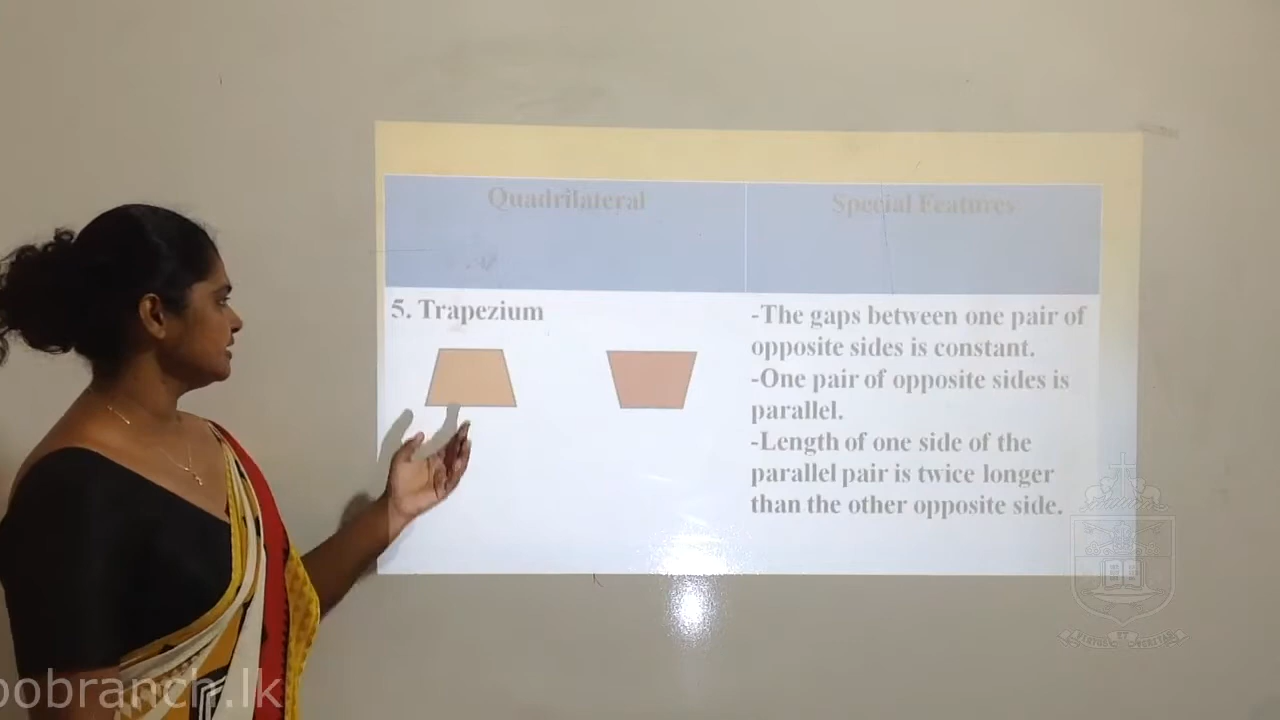 Quadrilateral
Special Features
5. Trapezium
-The gaps between one pair of
opposite sides is constant.
-One pair of opposite sides is
parallel.
-Length of one side of the
parallel pair is twice longer
than the other opposite side.
obranch.lk
ET